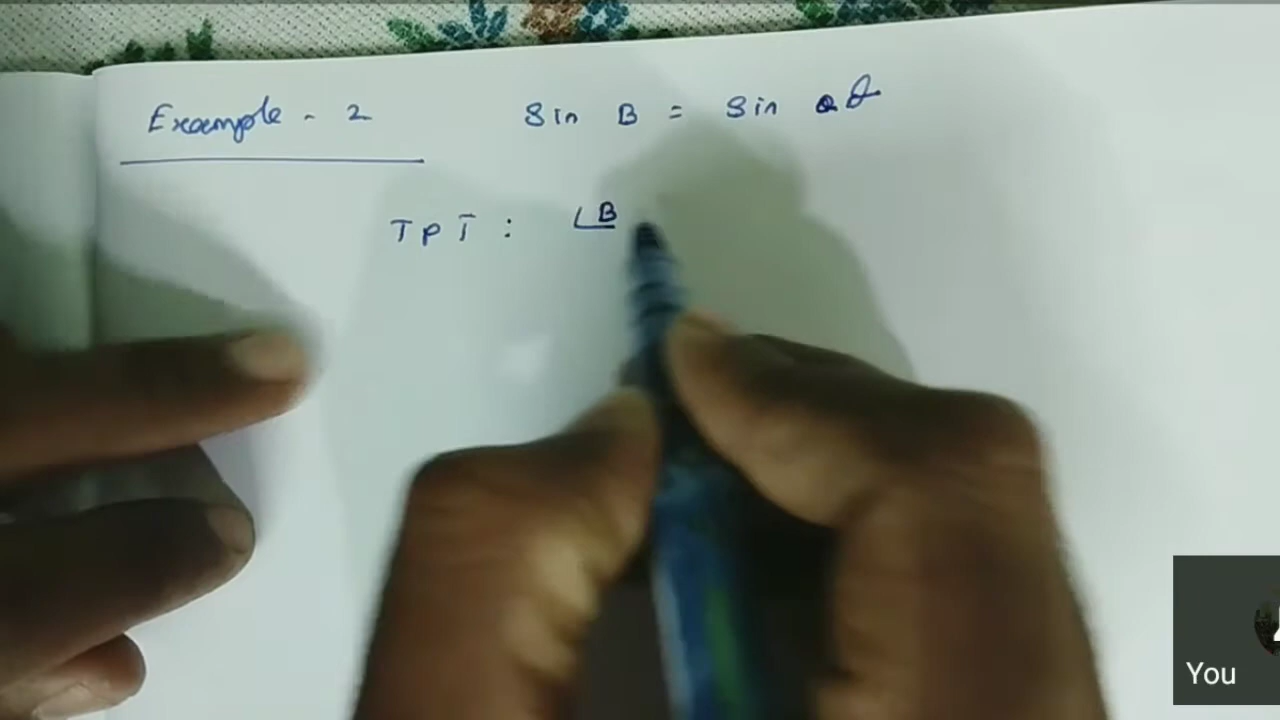 Example - 2
Sin B = Sin Q
TPT : ∠B
You